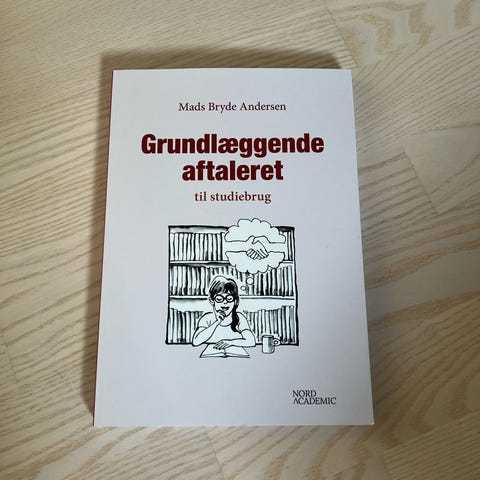 Mads Bryde Andersen
Grundlæggende
aftaleret
til studiebrug
NORD
ACADEMIC